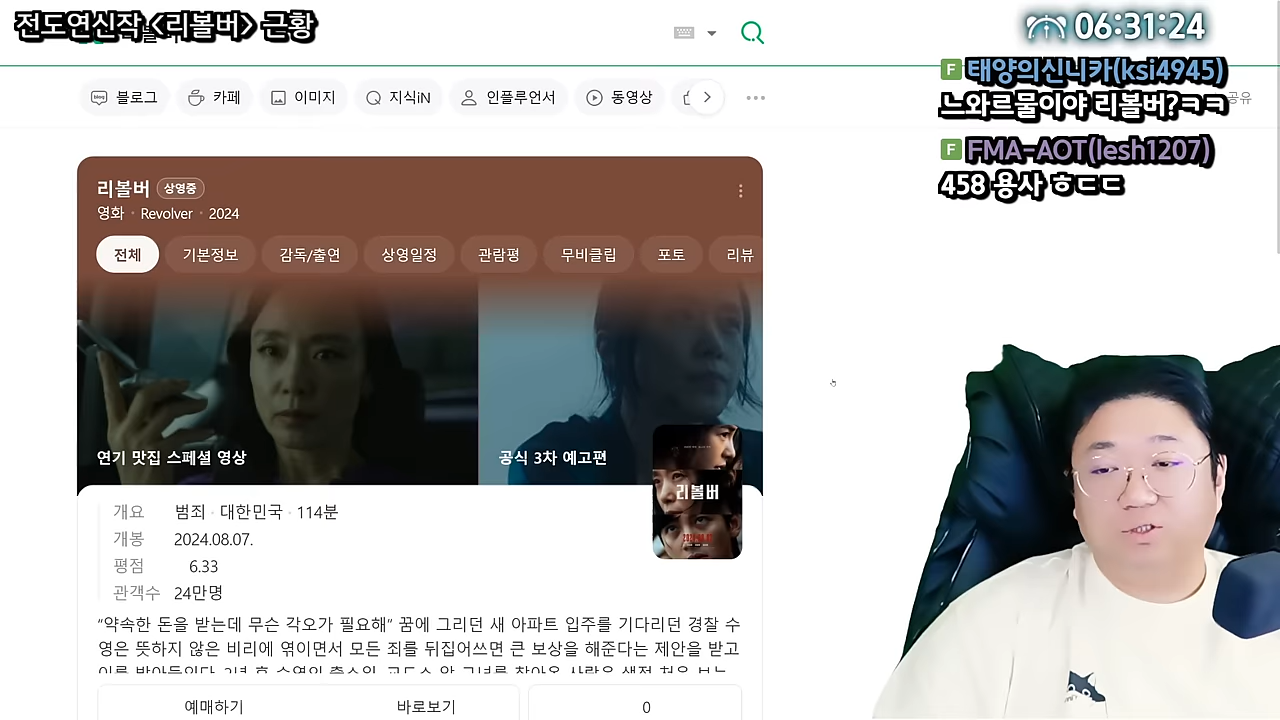 전도연신작 <리볼버> 근황
06:31:24
F 태양의신니카(ksi4945)
느와르물이야 리볼버?ㅋㅋ
공유
F FMA-AOT(lesh1207)
458 용사 ㅎㄷㄷ
블로그
카페
이미지
지식iN
인플루언서
동영상
리볼버 상영중
영화 · Revolver · 2024
전체
기본정보
감독/출연
상영일정
관람평
무비클립
포토
리뷰
연기 맛집 스페셜 영상
공식 3차 예고편
리볼버
개요 범죄 · 대한민국 · 114분
개봉 2024.08.07.
평점 6.33
관객수 24만명
“약속한 돈을 받는데 무슨 각오가 필요해” 꿈에 그리던 새 아파트 입주를 기다리던 경찰 수
영은 뜻하지 않은 비리에 엮이면서 모든 죄를 뒤집어쓰면 큰 보상을 해준다는 제안을 받고
예매하기
바로보기
0